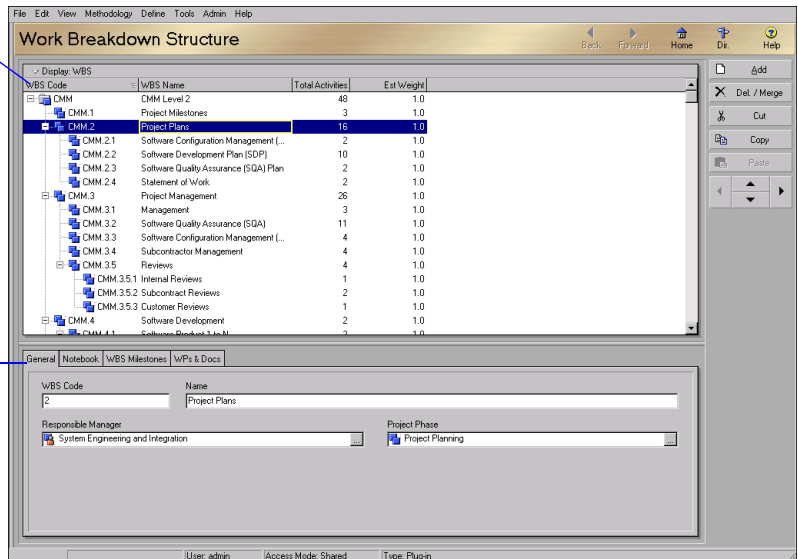 File Edit View Methodology Define Tools Admin Help
Work Breakdown Structure
Back Forward Home Dir. Help
Display: WBS
WBS Code WBS Name Total Activities Est Weight
CMM CMM Level 2 48 1.0
CMM.1 Project Milestones 3 1.0
CMM.2 Project Plans 16 1.0
CMM.2.1 Software Configuration Management (... 2 1.0
CMM.2.2 Software Development Plan (SDP) 10 1.0
CMM.2.3 Software Quality Assurance (SQA) Plan 2 1.0
CMM.2.4 Statement of Work 2 1.0
CMM.3 Project Management 26 1.0
CMM.3.1 Management 3 1.0
CMM.3.2 Software Quality Assurance (SQA) 11 1.0
CMM.3.3 Software Configuration Management (... 4 1.0
CMM.3.4 Subcontractor Management 4 1.0
CMM.3.5 Reviews 4 1.0
CMM.3.5.1 Internal Reviews 1 1.0
CMM.3.5.2 Subcontract Reviews 2 1.0
CMM.3.5.3 Customer Reviews 1 1.0
CMM.4 Software Development 2 1.0
CMM.4.1 Software Product 1 to N 2 1.0
Add
Del. / Merge
Cut
Copy
Paste
General Notebook WBS Milestones WPs & Docs
WBS Code Name
2 Project Plans
Responsible Manager Project Phase
System Engineering and Integration ... Project Planning ...
User: admin Access Mode: Shared Type: Plug-in